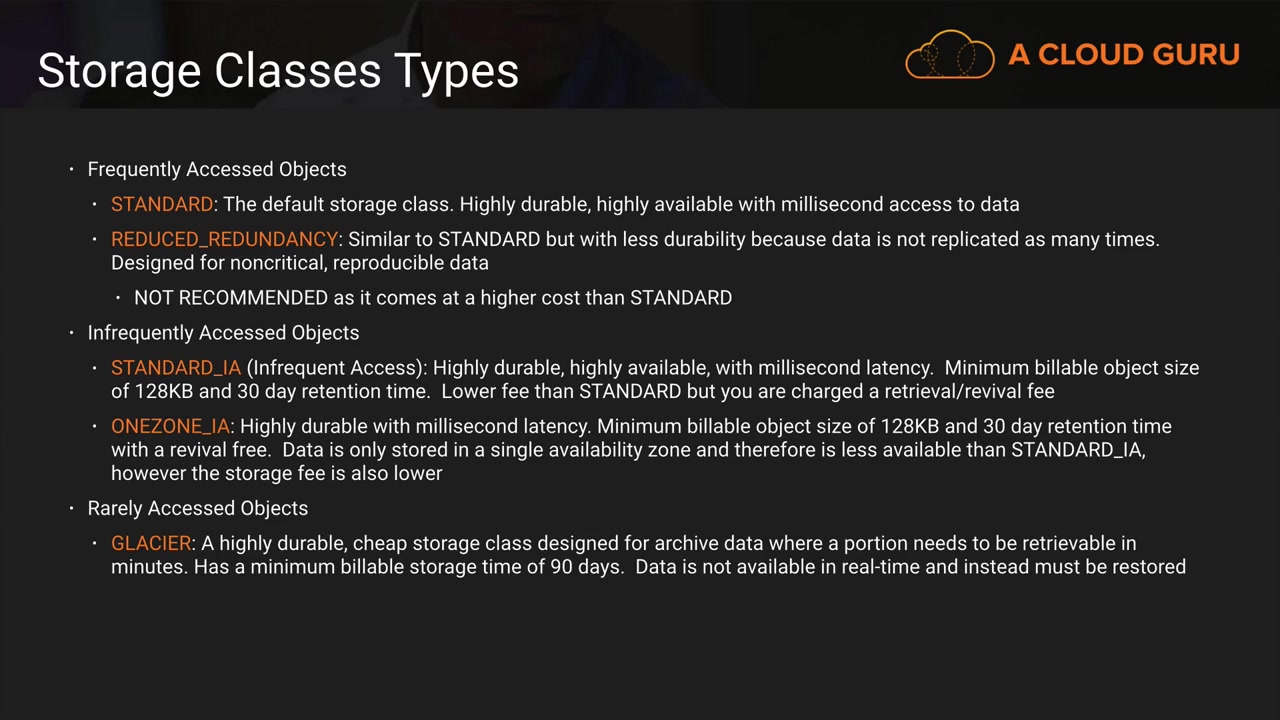 Storage Classes Types
A CLOUD GURU
· Frequently Accessed Objects
· STANDARD: The default storage class. Highly durable, highly available with millisecond access to data
· REDUCED_REDUNDANCY: Similar to STANDARD but with less durability because data is not replicated as many times.
Designed for noncritical, reproducible data
· NOT RECOMMENDED as it comes at a higher cost than STANDARD
· Infrequently Accessed Objects
· STANDARD_IA (Infrequent Access): Highly durable, highly available, with millisecond latency.  Minimum billable object size
of 128KB and 30 day retention time.  Lower fee than STANDARD but you are charged a retrieval/revival fee
· ONEZONE_IA: Highly durable with millisecond latency. Minimum billable object size of 128KB and 30 day retention time
with a revival free.  Data is only stored in a single availability zone and therefore is less available than STANDARD_IA,
however the storage fee is also lower
· Rarely Accessed Objects
· GLACIER: A highly durable, cheap storage class designed for archive data where a portion needs to be retrievable in
minutes. Has a minimum billable storage time of 90 days.  Data is not available in real-time and instead must be restored